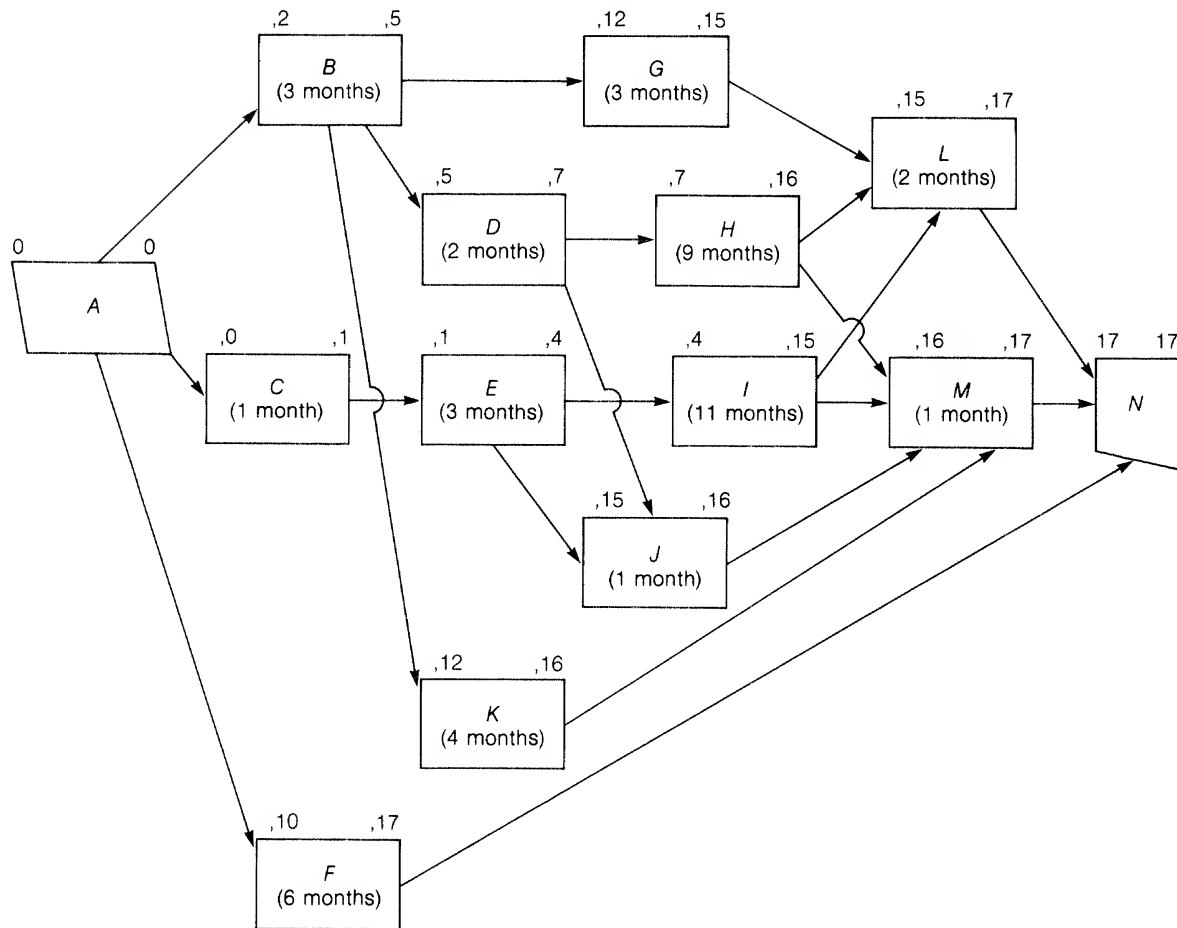 ,2 ,5
B
(3 months)
,12 ,15
G
(3 months)
,15 ,17
L
(2 months)
,5 ,7
D
(2 months)
,7 ,16
H
(9 months)
0 0
A
,0 ,1
C
(1 month)
,1 ,4
E
(3 months)
,4 ,15
I
(11 months)
,16 ,17
M
(1 month)
17 17
N
,15 ,16
J
(1 month)
,12 ,16
K
(4 months)
,10 ,17
F
(6 months)